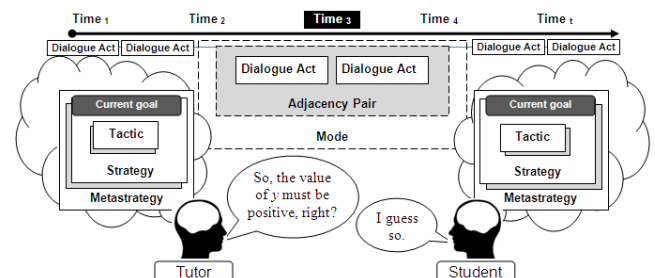 Time 1 Time 2 Time 3 Time 4 Time t
Dialogue Act Dialogue Act Dialogue Act Dialogue Act
Dialogue Act Dialogue Act
Adjacency Pair
Mode
Current goal
Tactic
Strategy
Metastrategy
Current goal
Tactic
Strategy
Metastrategy
So, the value
of y must be
positive, right?
I guess
so.
Tutor
Student